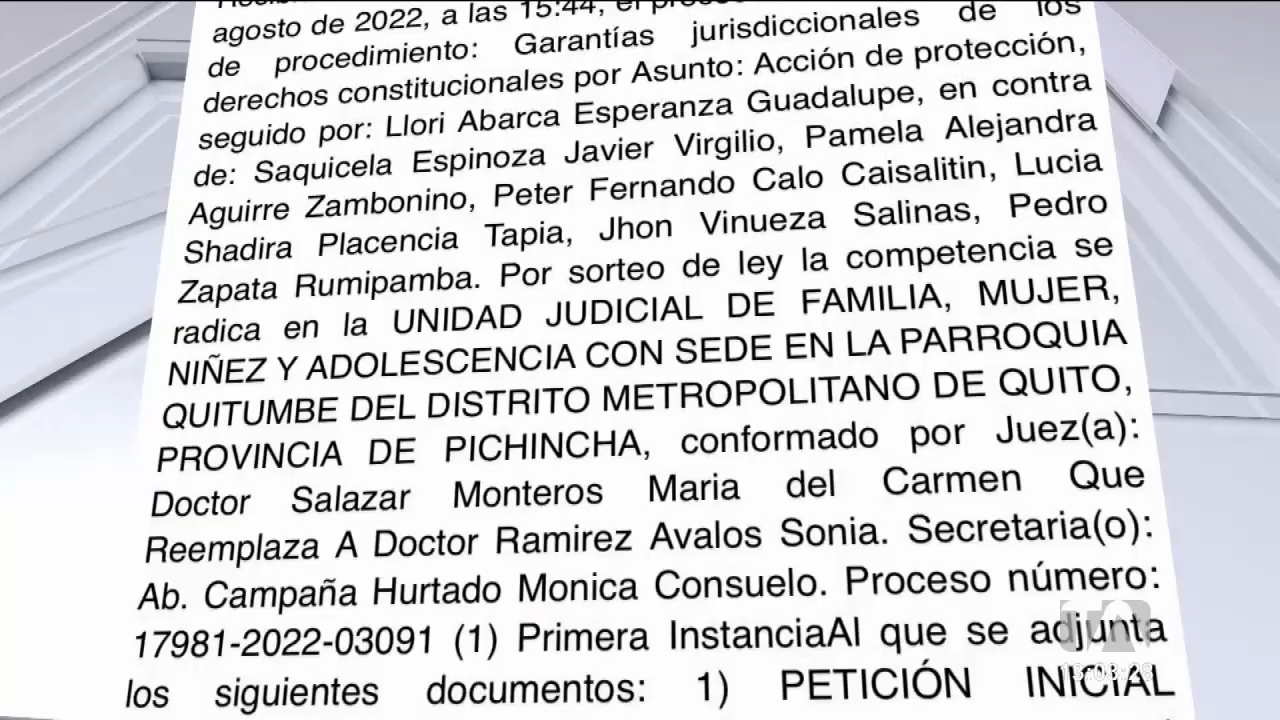 agosto de 2022, a las 15:44, el
de procedimiento: Garantías jurisdiccionales de los
derechos constitucionales por Asunto: Acción de protección,
seguido por: Llori Abarca Esperanza Guadalupe, en contra
de: Saquicela Espinoza Javier Virgilio, Pamela Alejandra
Aguirre Zambonino, Peter Fernando Calo Caisalitin, Lucia
Shadira Placencia Tapia, Jhon Vinueza Salinas, Pedro
Zapata Rumipamba. Por sorteo de ley la competencia se
radica en la UNIDAD JUDICIAL DE FAMILIA, MUJER,
NIÑEZ Y ADOLESCENCIA CON SEDE EN LA PARROQUIA
QUITUMBE DEL DISTRITO METROPOLITANO DE QUITO,
PROVINCIA DE PICHINCHA, conformado por Juez(a):
Doctor Salazar Monteros Maria del Carmen Que
Reemplaza A Doctor Ramirez Avalos Sonia. Secretaria(o):
Ab. Campaña Hurtado Monica Consuelo. Proceso número:
17981-2022-03091 (1) Primera InstanciaAl que se adjunta
los siguientes documentos: 1) PETICIÓN INICIAL
13:08:28